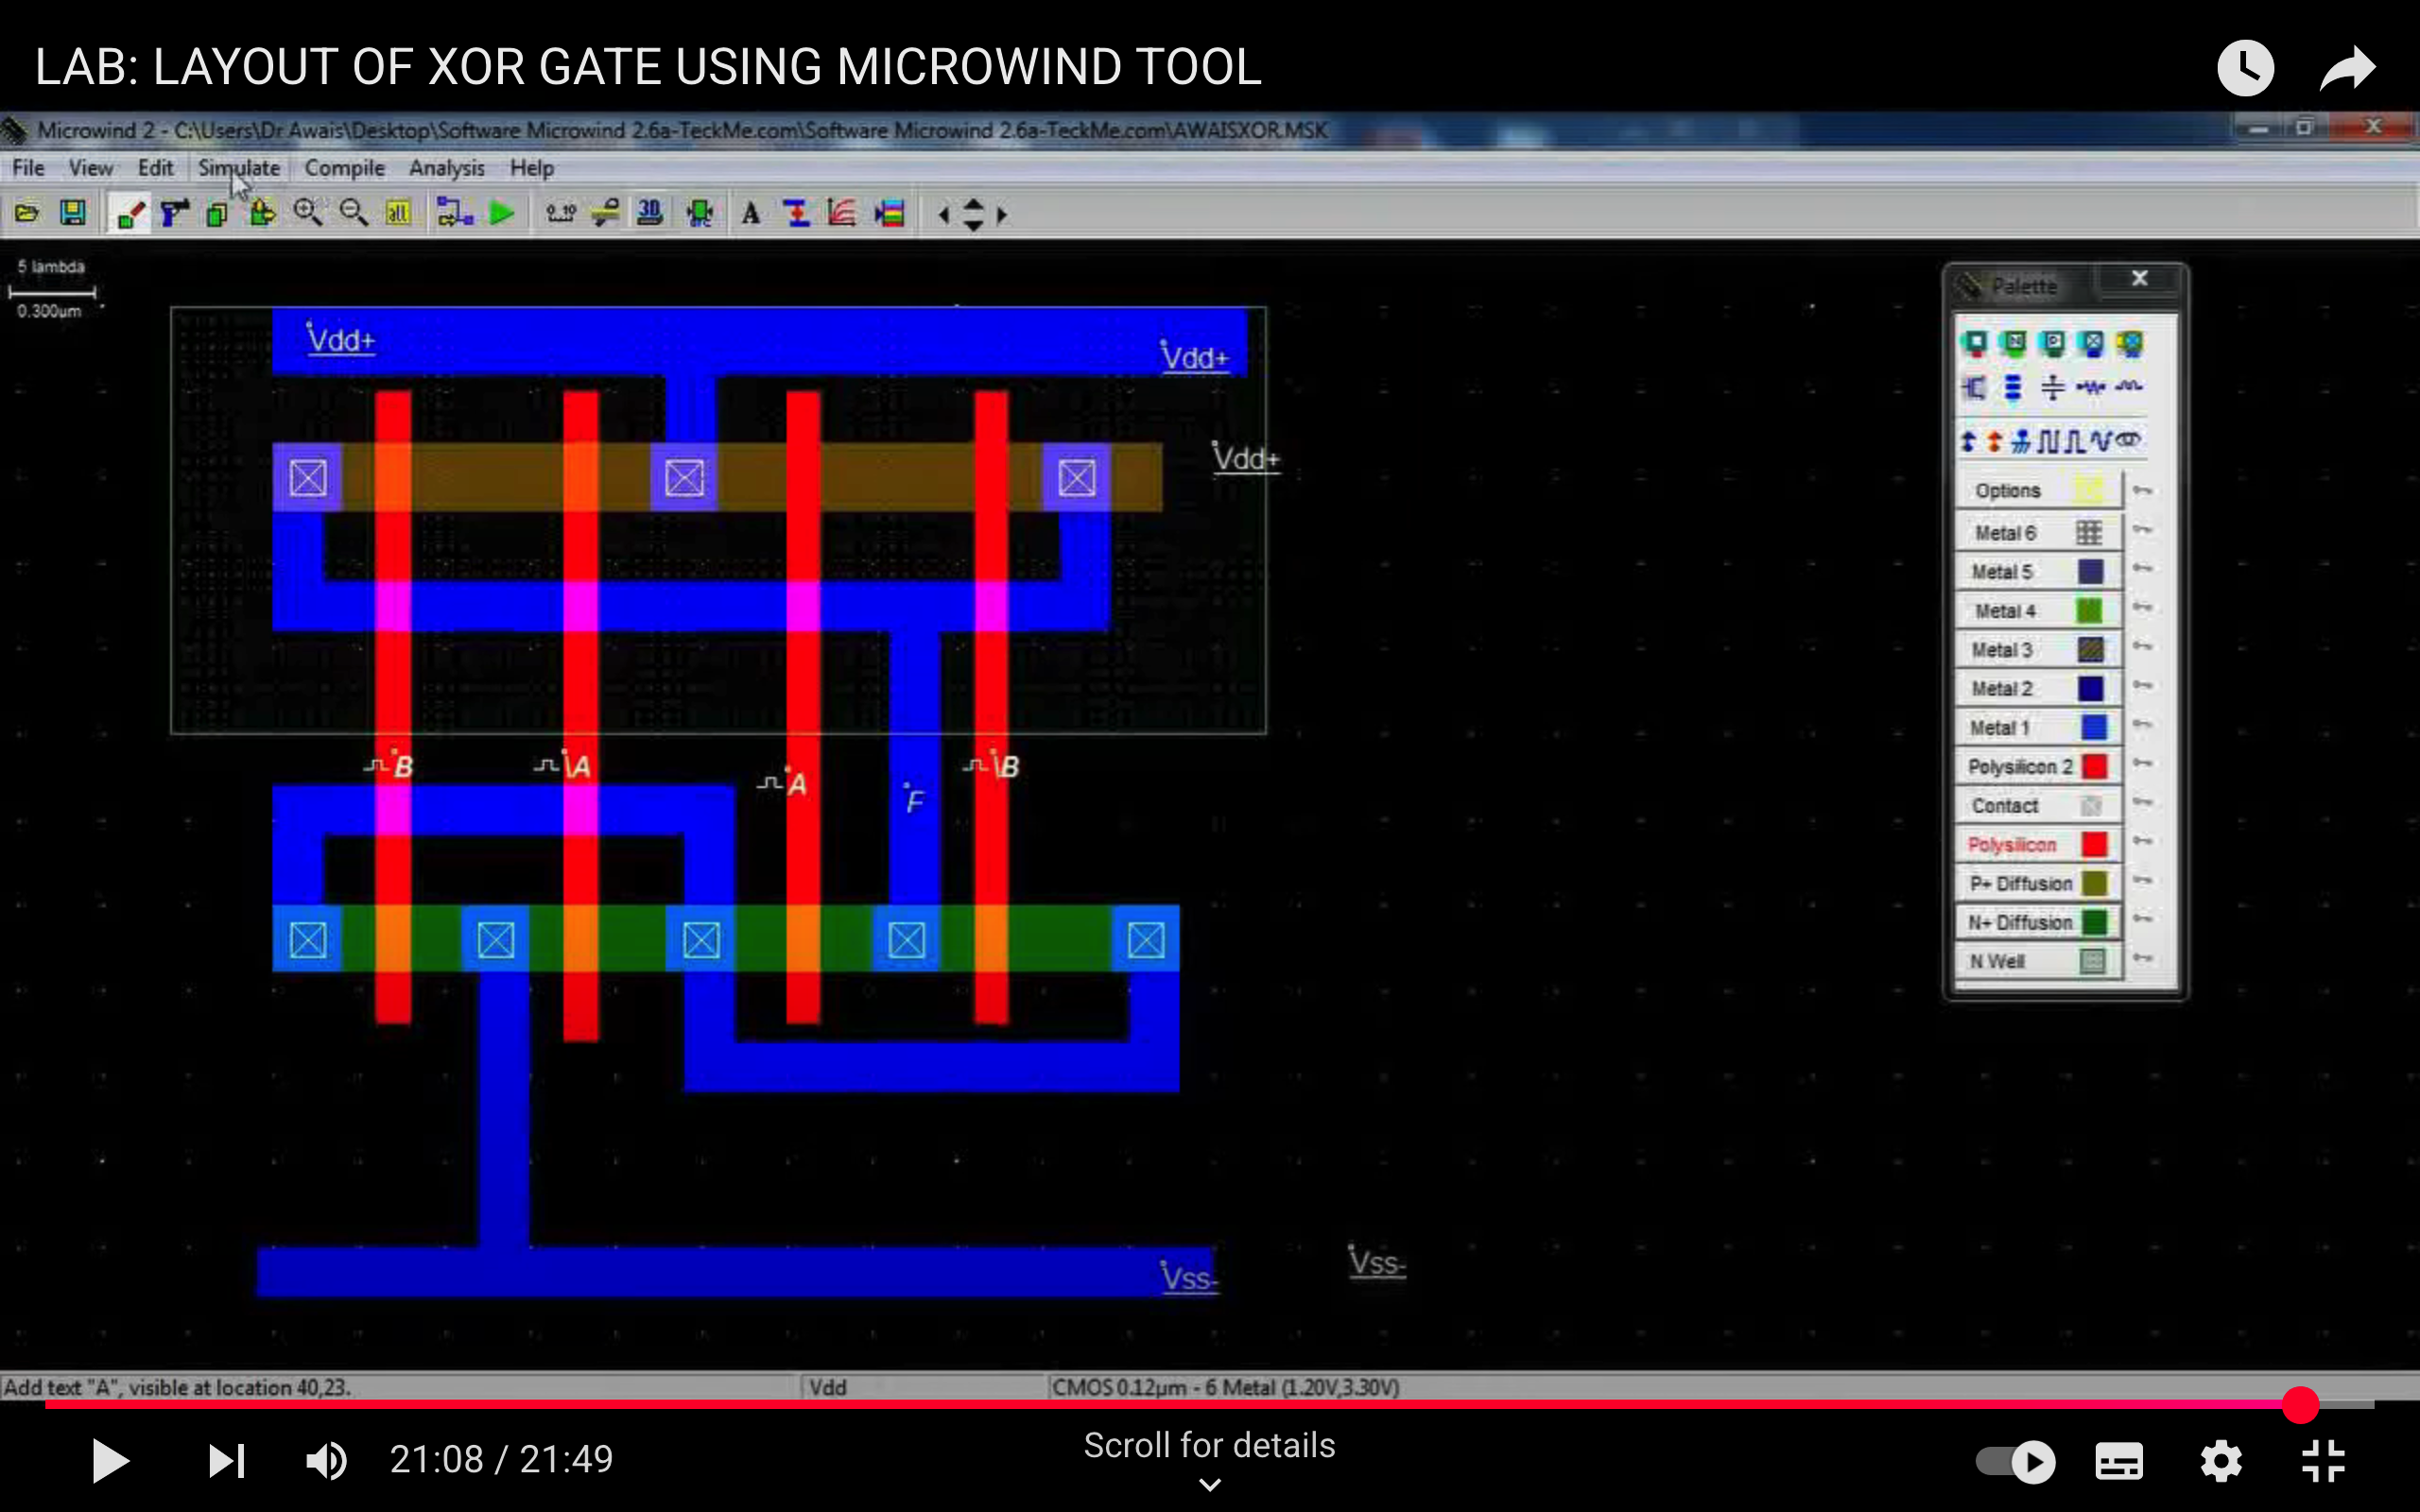 LAB: LAYOUT OF XOR GATE USING MICROWIND TOOL
Microwind 2 - C:\Users\Dr Awais\Desktop\Software Microwind 2.6a-TeckMe.com\Software Microwind 2.6a-TeckMe.com\AWAISXOR.MSK
File View Edit Simulate Compile Analysis Help
0..10 3D A
5 lambda
0.300um
Vdd+
Vdd+
Vdd+
B
\A
A
\B
F
Vss-
Vss-
Palette
Options
Metal 6
Metal 5
Metal 4
Metal 3
Metal 2
Metal 1
Polysilicon 2
Contact
Polysilicon
P+ Diffusion
N+ Diffusion
N Well
Add text "A", visible at location 40,23. Vdd CMOS 0.12µm - 6 Metal (1.20V,3.30V)
21:08 / 21:49
Scroll for details